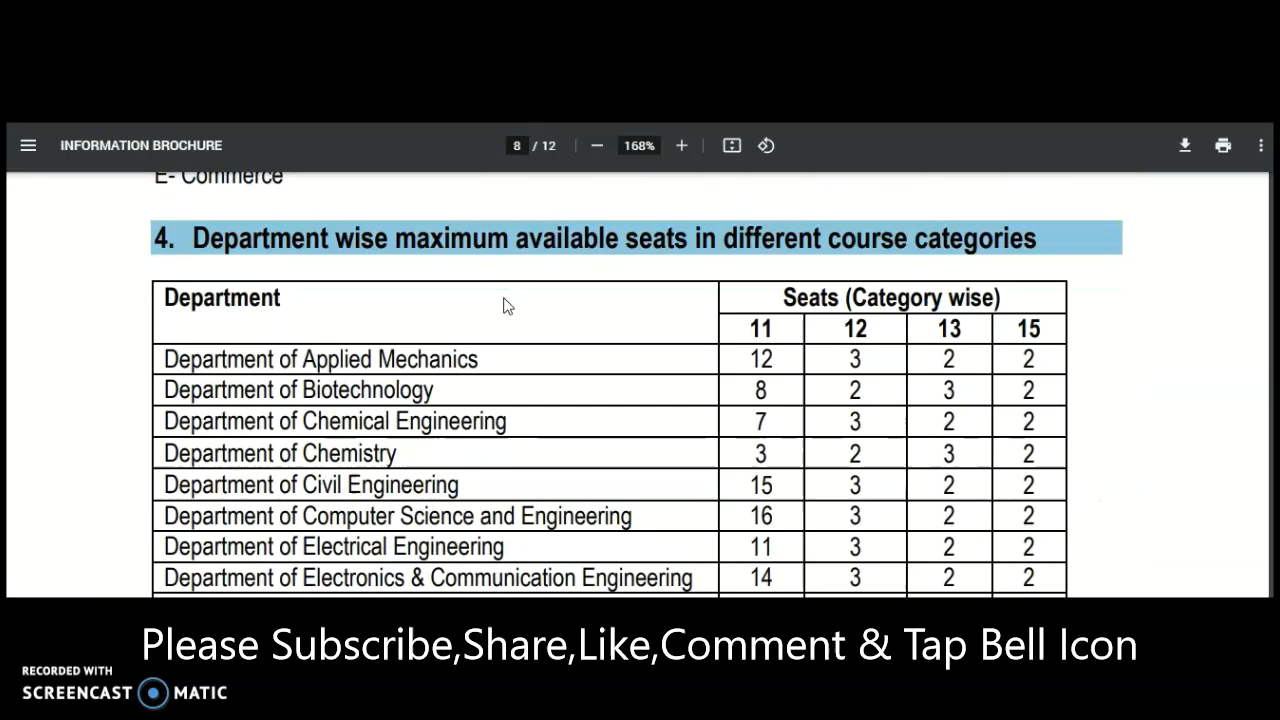 INFORMATION BROCHURE 8 / 12 168%
E- Commerce
4. Department wise maximum available seats in different course categories
Department Seats (Category wise)
11 12 13 15
Department of Applied Mechanics 12 3 2 2
Department of Biotechnology 8 2 3 2
Department of Chemical Engineering 7 3 2 2
Department of Chemistry 3 2 3 2
Department of Civil Engineering 15 3 2 2
Department of Computer Science and Engineering 16 3 2 2
Department of Electrical Engineering 11 3 2 2
Department of Electronics & Communication Engineering 14 3 2 2
Please Subscribe,Share,Like,Comment & Tap Bell Icon
RECORDED WITH
SCREENCAST MATIC